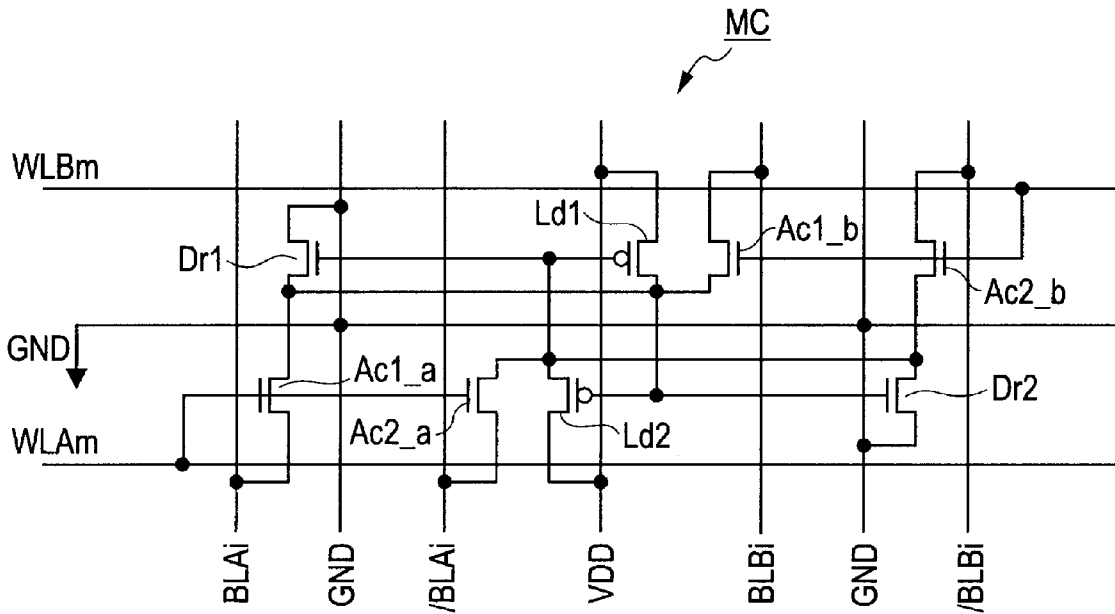 MC
WLBm
Ld1
Ac1_b
Dr1
Ac2_b
GND
Ac1_a
Dr2
Ac2_a
Ld2
WLAm
BLAi
GND
/BLAi
VDD
BLBi
GND
/BLBi